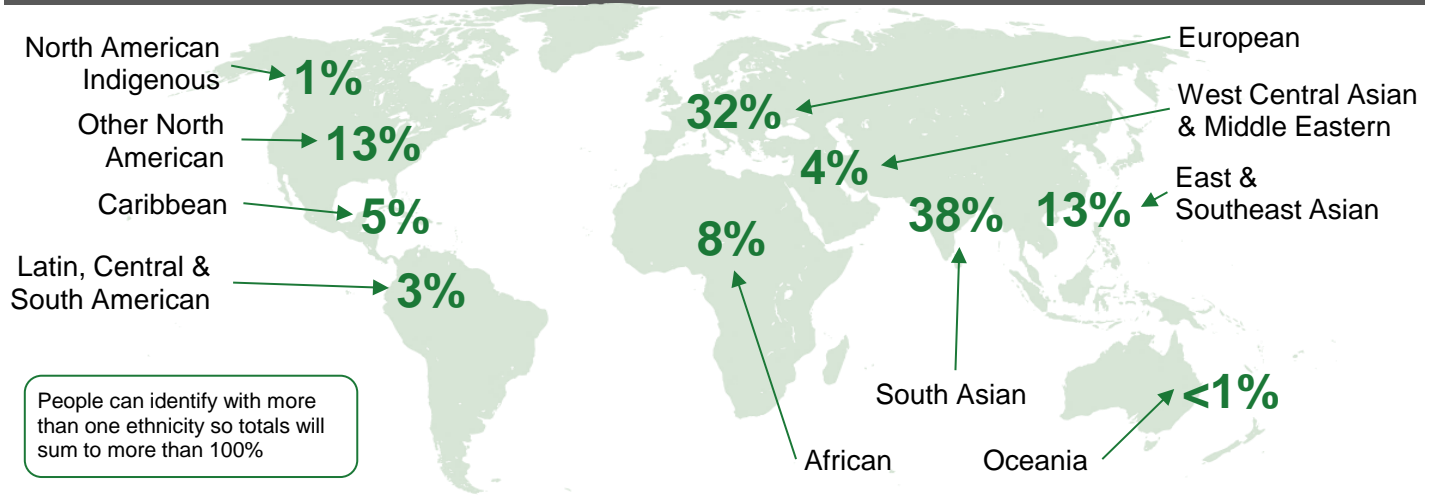 North American
Indigenous
1%
Other North
American
13%
Caribbean
5%
Latin, Central &
South American
3%
European
32%
West Central Asian
& Middle Eastern
4%
East &
Southeast Asian
13%
38%
South Asian
8%
African
Oceania
<1%
People can identify with more
than one ethnicity so totals will
sum to more than 100%